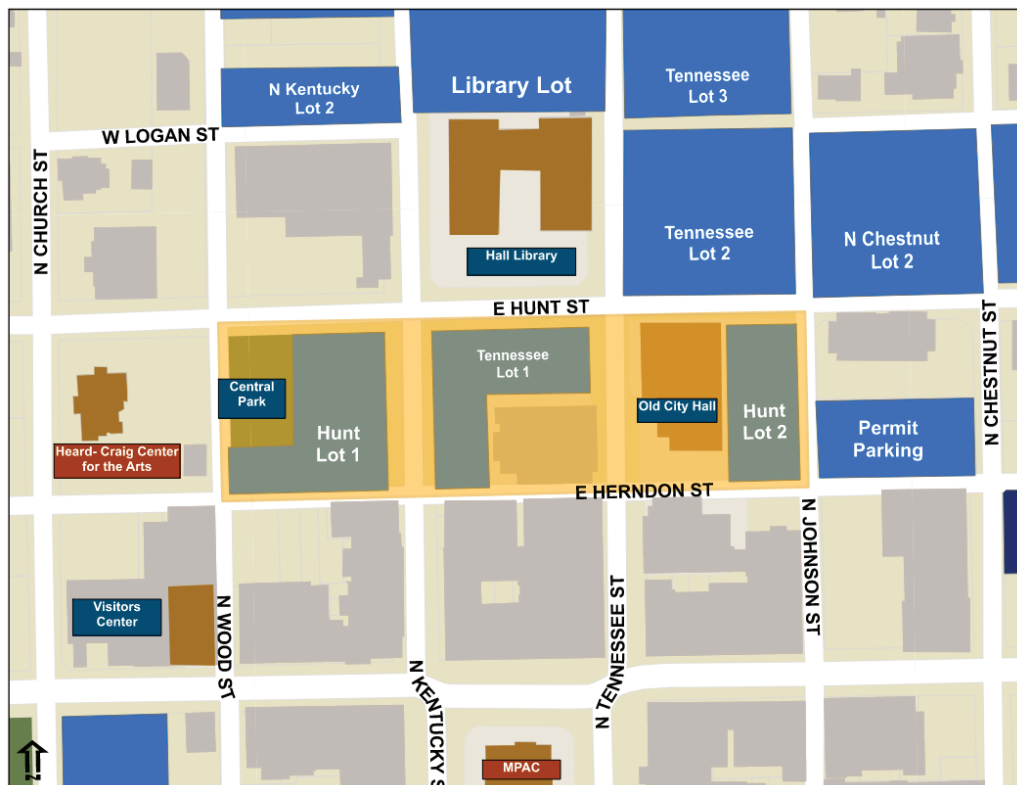 N Kentucky
Lot 2
Library Lot
Tennessee
Lot 3
W LOGAN ST
N CHURCH ST
Hall Library
Tennessee
Lot 2
N Chestnut
Lot 2
E HUNT ST
N CHESTNUT ST
Central
Park
Hunt
Lot 1
Tennessee
Lot 1
Old City Hall
Hunt
Lot 2
Permit
Parking
Heard- Craig Center
for the Arts
E HERNDON ST
N JOHNSON ST
Visitors
Center
N WOOD ST
N KENTUCKY S
N TENNESSEE ST
MPAC